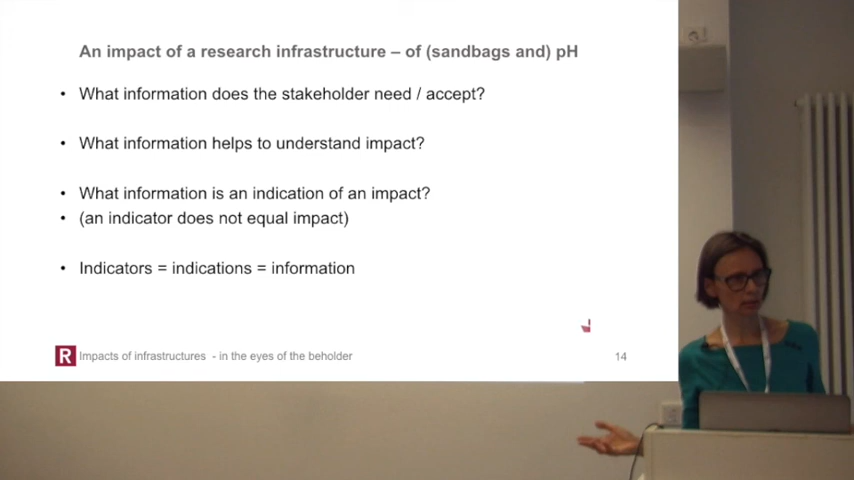 An impact of a research infrastructure – of (sandbags and) pH
• What information does the stakeholder need / accept?
• What information helps to understand impact?
• What information is an indication of an impact?
• (an indicator does not equal impact)
• Indicators = indications = information
R Impacts of infrastructures - in the eyes of the beholder 14